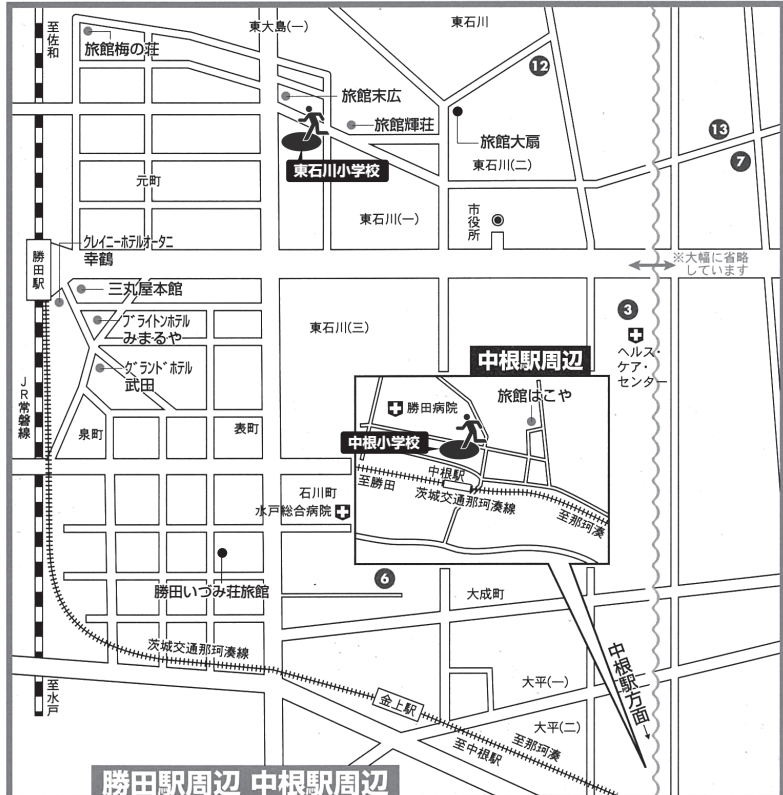 至佐和
旅館梅の荘
東大島(一)
東石川
旅館末広
旅館輝荘
旅館大扇
12
13
7
東石川小学校
東石川(二)
元町
東石川(一)
市役所
クレイニーホテルオータニ
幸鶴
勝田駅
※大幅に省略
しています
三丸屋本館
ブライトンホテル
みまるや
東石川(三)
3
ヘルス・
ケア・
センター
グランドホテル
武田
JR常磐線
泉町
表町
中根駅周辺
勝田病院
旅館はこや
中根小学校
中根駅
至勝田
茨城交通那珂湊線
至那珂湊
石川町
水戸総合病院
勝田いづみ荘旅館
6
大成町
茨城交通那珂湊線
中根駅方面→
至水戸
金上駅
大平(一)
大平(二)
至那珂湊
至中根駅
勝田駅周辺 中根駅周辺